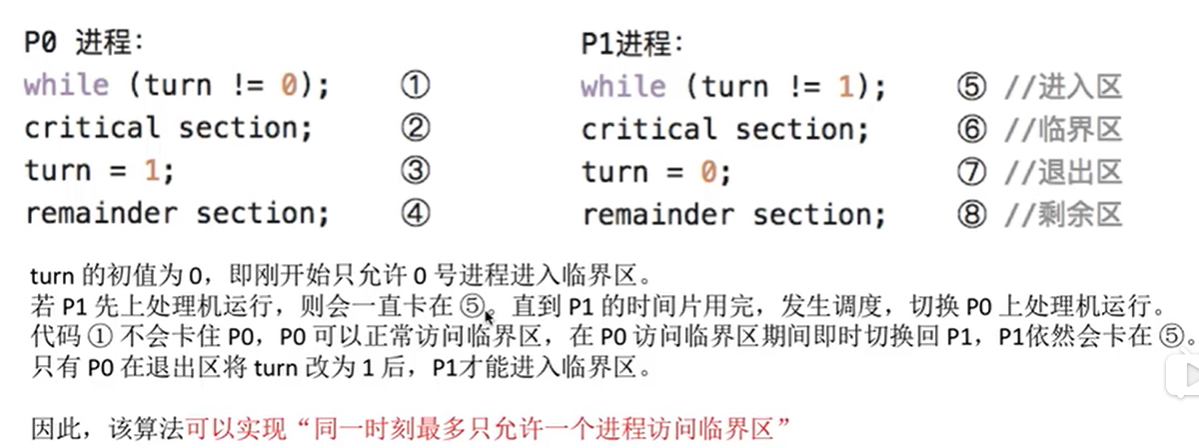 P0 进程： P1进程：
while (turn != 0); ① while (turn != 1); ⑤ //进入区
critical section; ② critical section; ⑥ //临界区
turn = 1; ③ turn = 0; ⑦ //退出区
remainder section; ④ remainder section; ⑧ //剩余区
turn 的初值为 0，即刚开始只允许 0 号进程进入临界区。
若 P1 先上处理机运行，则会一直卡在 ⑤。直到 P1 的时间片用完，发生调度，切换 P0 上处理机运行。
代码 ① 不会卡住 P0，P0 可以正常访问临界区，在 P0 访问临界区期间即时切换回 P1，P1依然会卡在 ⑤。
只有 P0 在退出区将 turn 改为 1 后，P1才能进入临界区。
因此，该算法可以实现“同一时刻最多只允许一个进程访问临界区”